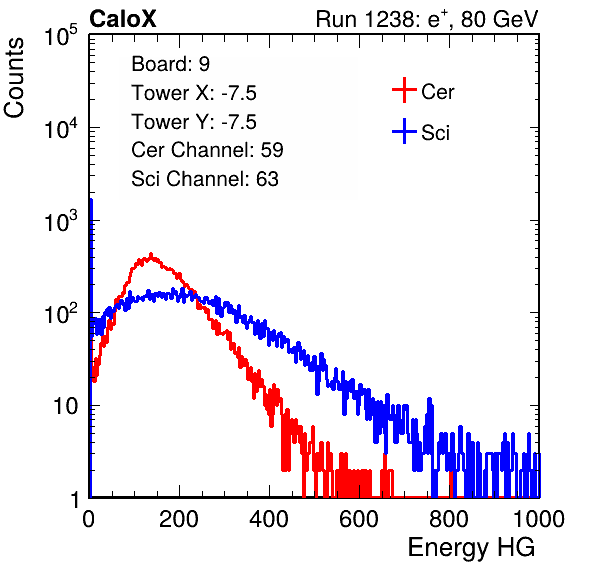 CaloX Run 1238: e⁺, 80 GeV
Counts
10⁵
10⁴
10³
10²
10
1
Board: 9
Tower X: -7.5
Tower Y: -7.5
Cer Channel: 59
Sci Channel: 63
Cer
Sci
0 200 400 600 800 1000
Energy HG